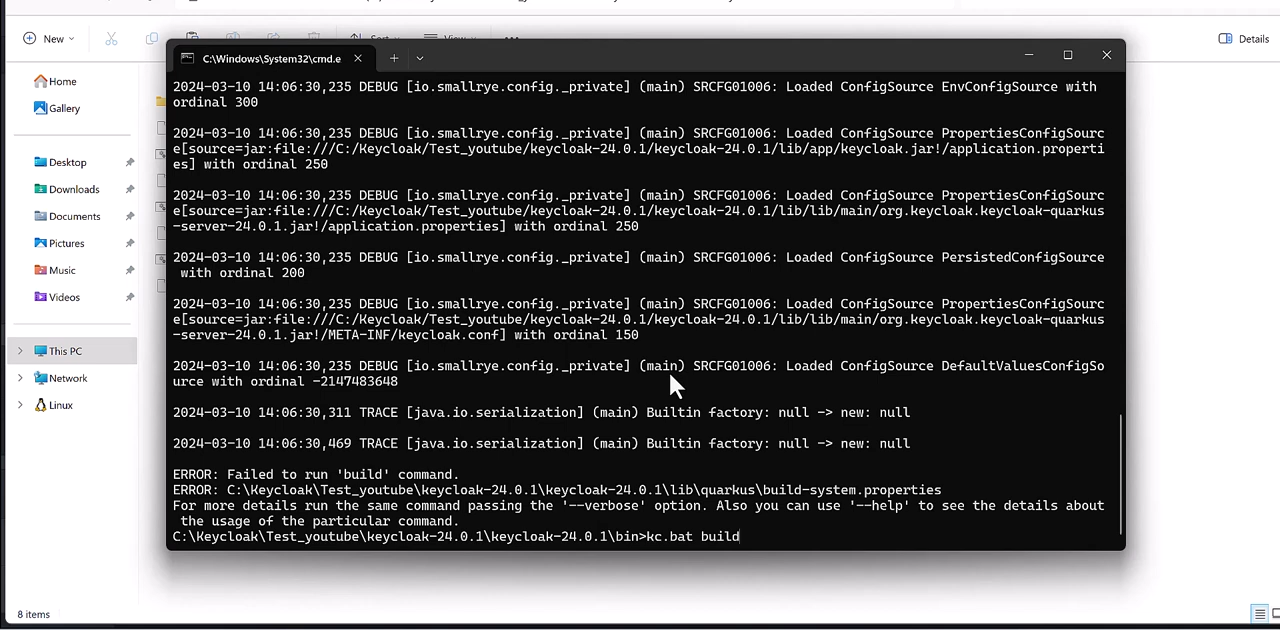 New
Sort
View
Details
C:\Windows\System32\cmd.e
Home
Gallery
Desktop
Downloads
Documents
Pictures
Music
Videos
This PC
Network
Linux
2024-03-10 14:06:30,235 DEBUG [io.smallrye.config._private] (main) SRCFG01006: Loaded ConfigSource EnvConfigSource with
ordinal 300
2024-03-10 14:06:30,235 DEBUG [io.smallrye.config._private] (main) SRCFG01006: Loaded ConfigSource PropertiesConfigSourc
e[source=jar:file:///C:/Keycloak/Test_youtube/keycloak-24.0.1/keycloak-24.0.1/lib/app/keycloak.jar!/application.properti
es] with ordinal 250
2024-03-10 14:06:30,235 DEBUG [io.smallrye.config._private] (main) SRCFG01006: Loaded ConfigSource PropertiesConfigSourc
e[source=jar:file:///C:/Keycloak/Test_youtube/keycloak-24.0.1/keycloak-24.0.1/lib/lib/main/org.keycloak.keycloak-quarkus
-server-24.0.1.jar!/application.properties] with ordinal 250
2024-03-10 14:06:30,235 DEBUG [io.smallrye.config._private] (main) SRCFG01006: Loaded ConfigSource PersistedConfigSource
with ordinal 200
2024-03-10 14:06:30,235 DEBUG [io.smallrye.config._private] (main) SRCFG01006: Loaded ConfigSource PropertiesConfigSourc
e[source=jar:file:///C:/Keycloak/Test_youtube/keycloak-24.0.1/keycloak-24.0.1/lib/lib/main/org.keycloak.keycloak-quarkus
-server-24.0.1.jar!/META-INF/keycloak.conf] with ordinal 150
2024-03-10 14:06:30,235 DEBUG [io.smallrye.config._private] (main) SRCFG01006: Loaded ConfigSource DefaultValuesConfigSo
urce with ordinal -2147483648
2024-03-10 14:06:30,311 TRACE [java.io.serialization] (main) Builtin factory: null -> new: null
2024-03-10 14:06:30,469 TRACE [java.io.serialization] (main) Builtin factory: null -> new: null
ERROR: Failed to run 'build' command.
ERROR: C:\Keycloak\Test_youtube\keycloak-24.0.1\keycloak-24.0.1\lib\quarkus\build-system.properties
For more details run the same command passing the '--verbose' option. Also you can use '--help' to see the details about
the usage of the particular command.
C:\Keycloak\Test_youtube\keycloak-24.0.1\keycloak-24.0.1\bin>kc.bat build
8 items